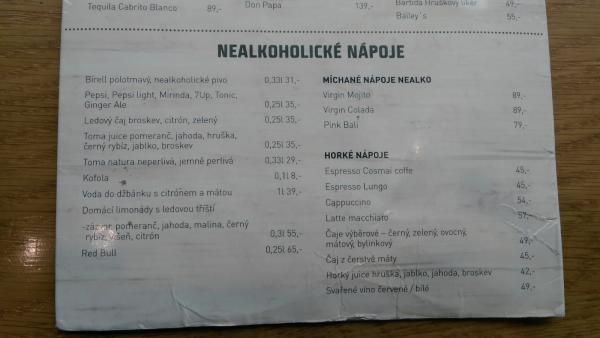 Tequila Cabrito Blanco 89,-
Don Papa 139,-
Bartida Hruškový likér 49,-
Bailey´s 55,-
NEALKOHOLICKÉ NÁPOJE
Birell polotmavý, nealkoholické pivo 0,33l 31,-
Pepsi, Pepsi light, Mirinda, 7Up, Tonic,
Ginger Ale 0,25l 35,-
Ledový čaj broskev, citrón, zelený 0,25l 35,-
Toma juice pomeranč, jahoda, hruška,
černý rybíz, jablko, broskev 0,25l 35,-
Toma natura neperlivá, jemně perlivá 0,33l 29,-
Kofola 0,1l 8,-
Voda do džbánku s citrónem a mátou 1l 39,-
Domácí limonády s ledovou tříští
-zázvor, pomeranč, jahoda, malina, černý
rybíz, višeň, citrón 0,3l 55,-
Red Bull 0,25l 65,-
MÍCHANÉ NÁPOJE NEALKO
Virgin Mojito 89,-
Virgin Colada 89,-
Pink Bali 79,-
HORKÉ NÁPOJE
Espresso Cosmai coffe 45,-
Espresso Lungo 45,-
Cappuccino 54,-
Latte macchiato 57,-
Čaje výběrové – černý, zelený, ovocný,
mátový, bylinkový 49,-
Čaj z čerstvé máty 45,-
Horký juice hruška, jablko, jahoda, broskev 42,-
Svařené víno červené / bílé 49,-